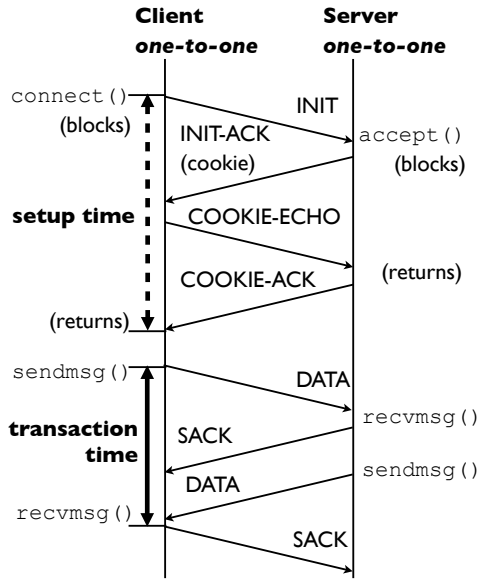 Client Server
one-to-one one-to-one
connect() INIT
(blocks) INIT-ACK accept()
(cookie) (blocks)
setup time COOKIE-ECHO
COOKIE-ACK (returns)
(returns)
sendmsg() DATA
recvmsg()
transaction SACK
time
DATA sendmsg()
recvmsg()
SACK